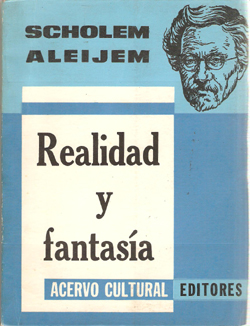 SCHOLEM
ALEIJEM
Realidad
y
fantasía
ACERVO CULTURAL EDITORES